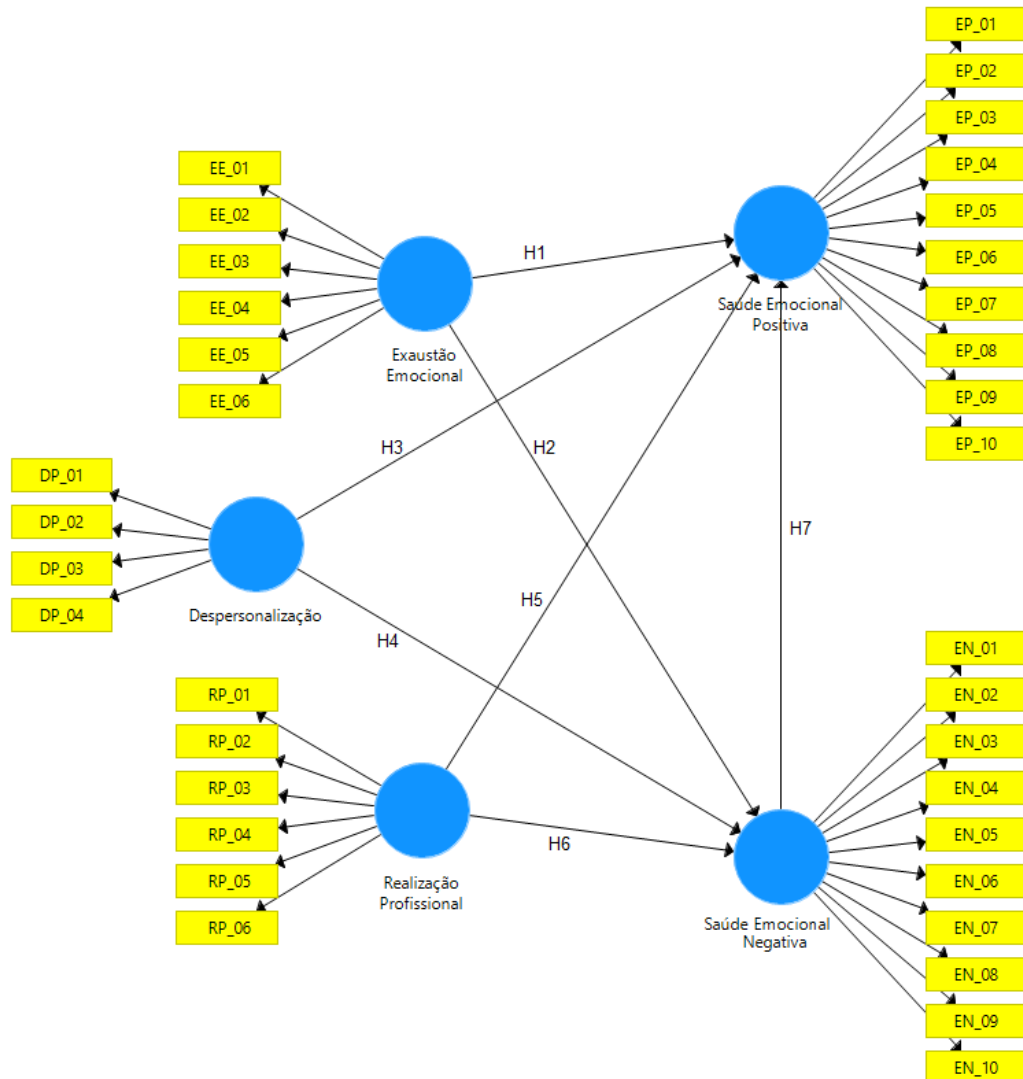 EP_01
EP_02
EP_03
EP_04
EP_05
EP_06
EP_07
EP_08
EP_09
EP_10
EE_01
EE_02
EE_03
EE_04
EE_05
EE_06
H1
Saúde Emocional
Positiva
Exaustão
Emocional
H3
H2
DP_01
DP_02
DP_03
DP_04
H7
Despersonalização
H5
H4
RP_01
RP_02
RP_03
RP_04
RP_05
RP_06
H6
Realização
Profissional
Saúde Emocional
Negativa
EN_01
EN_02
EN_03
EN_04
EN_05
EN_06
EN_07
EN_08
EN_09
EN_10